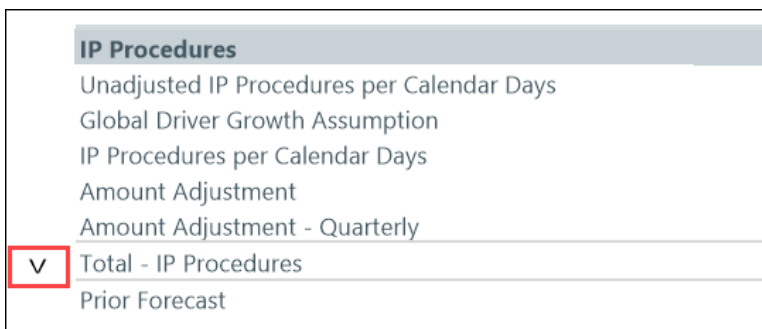 IP Procedures
Unadjusted IP Procedures per Calendar Days
Global Driver Growth Assumption
IP Procedures per Calendar Days
Amount Adjustment
Amount Adjustment - Quarterly
V Total - IP Procedures
Prior Forecast